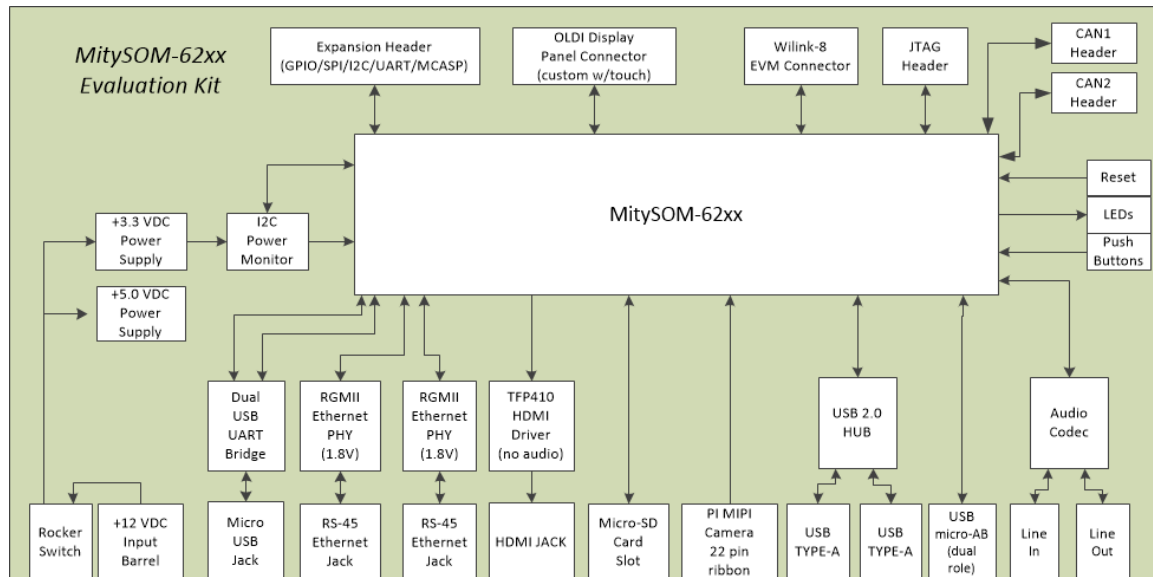 MitySOM-62xx
Evaluation Kit
Expansion Header
(GPIO/SPI/I2C/UART/MCASP)
OLDI Display
Panel Connector
(custom w/touch)
Wilink-8
EVM Connector
JTAG
Header
CAN1
Header
CAN2
Header
MitySOM-62xx
Reset
LEDs
Push
Buttons
+3.3 VDC
Power
Supply
I2C
Power
Monitor
+5.0 VDC
Power
Supply
Dual
USB
UART
Bridge
RGMII
Ethernet
PHY
(1.8V)
RGMII
Ethernet
PHY
(1.8V)
TFP410
HDMI
Driver
(no audio)
USB 2.0
HUB
Audio
Codec
Rocker
Switch
+12 VDC
Input
Barrel
Micro
USB
Jack
RS-45
Ethernet
Jack
RS-45
Ethernet
Jack
HDMI JACK
Micro-SD
Card
Slot
PI MIPI
Camera
22 pin
ribbon
USB
TYPE-A
USB
TYPE-A
USB
micro-AB
(dual
role)
Line
In
Line
Out